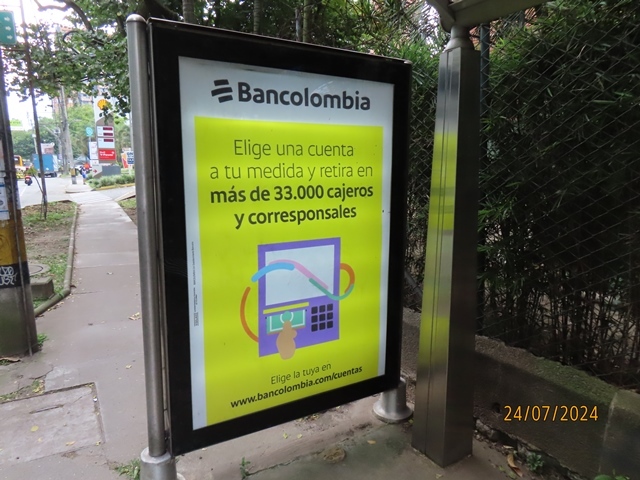 Bancolombia
Elige una cuenta
a tu medida y retira en
más de 33.000 cajeros
y corresponsales
Elige la tuya en
www.bancolombia.com/cuentas
24/07/2024